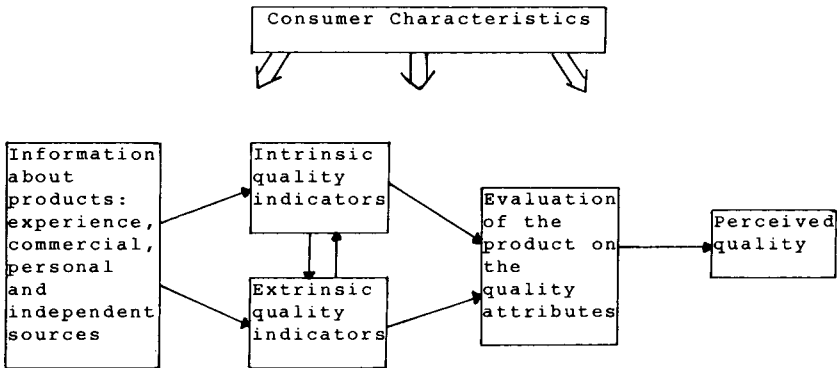 Consumer Characteristics
Information
about
products:
experience,
commercial,
personal
and
independent
sources
Intrinsic
quality
indicators
Extrinsic
quality
indicators
Evaluation
of the
product on
the
quality
attributes
Perceived
quality